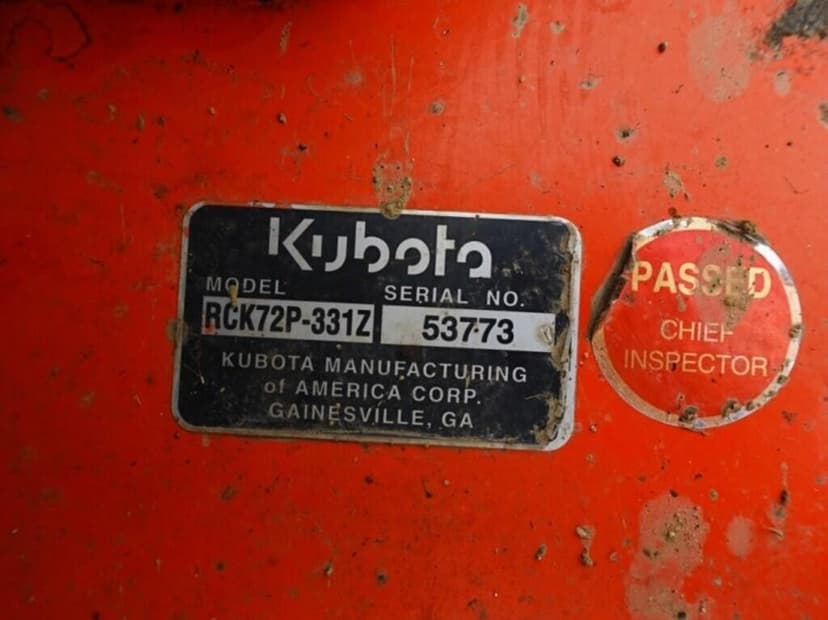 Kubota
MODEL SERIAL NO.
RCK72P-331Z 53773
KUBOTA MANUFACTURING
of AMERICA CORP.
GAINESVILLE, GA
PASSED
CHIEF
INSPECTOR